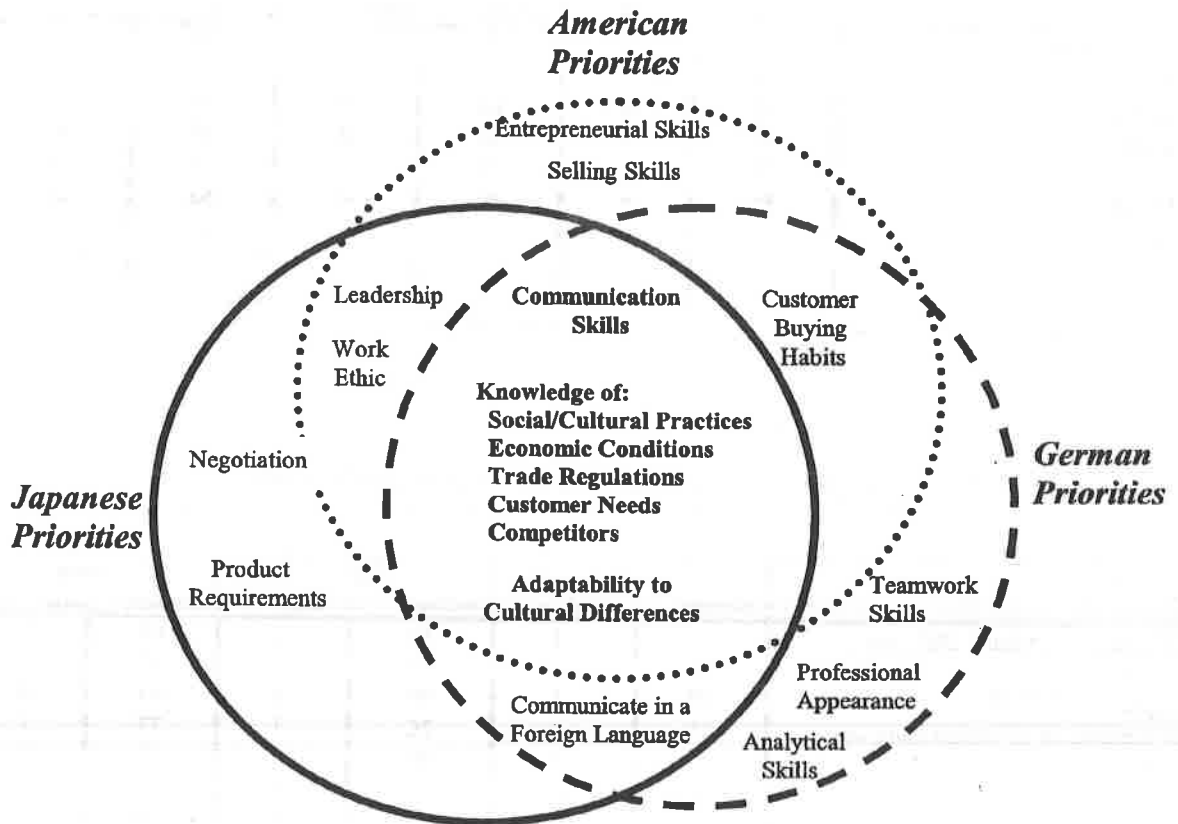 American
Priorities
Entrepreneurial Skills
Selling Skills
Leadership
Work
Ethic
Communication
Skills
Customer
Buying
Habits
Knowledge of:
Social/Cultural Practices
Economic Conditions
Trade Regulations
Customer Needs
Competitors
Negotiation
Japanese
Priorities
German
Priorities
Product
Requirements
Adaptability to
Cultural Differences
Teamwork
Skills
Professional
Appearance
Communicate in a
Foreign Language
Analytical
Skills